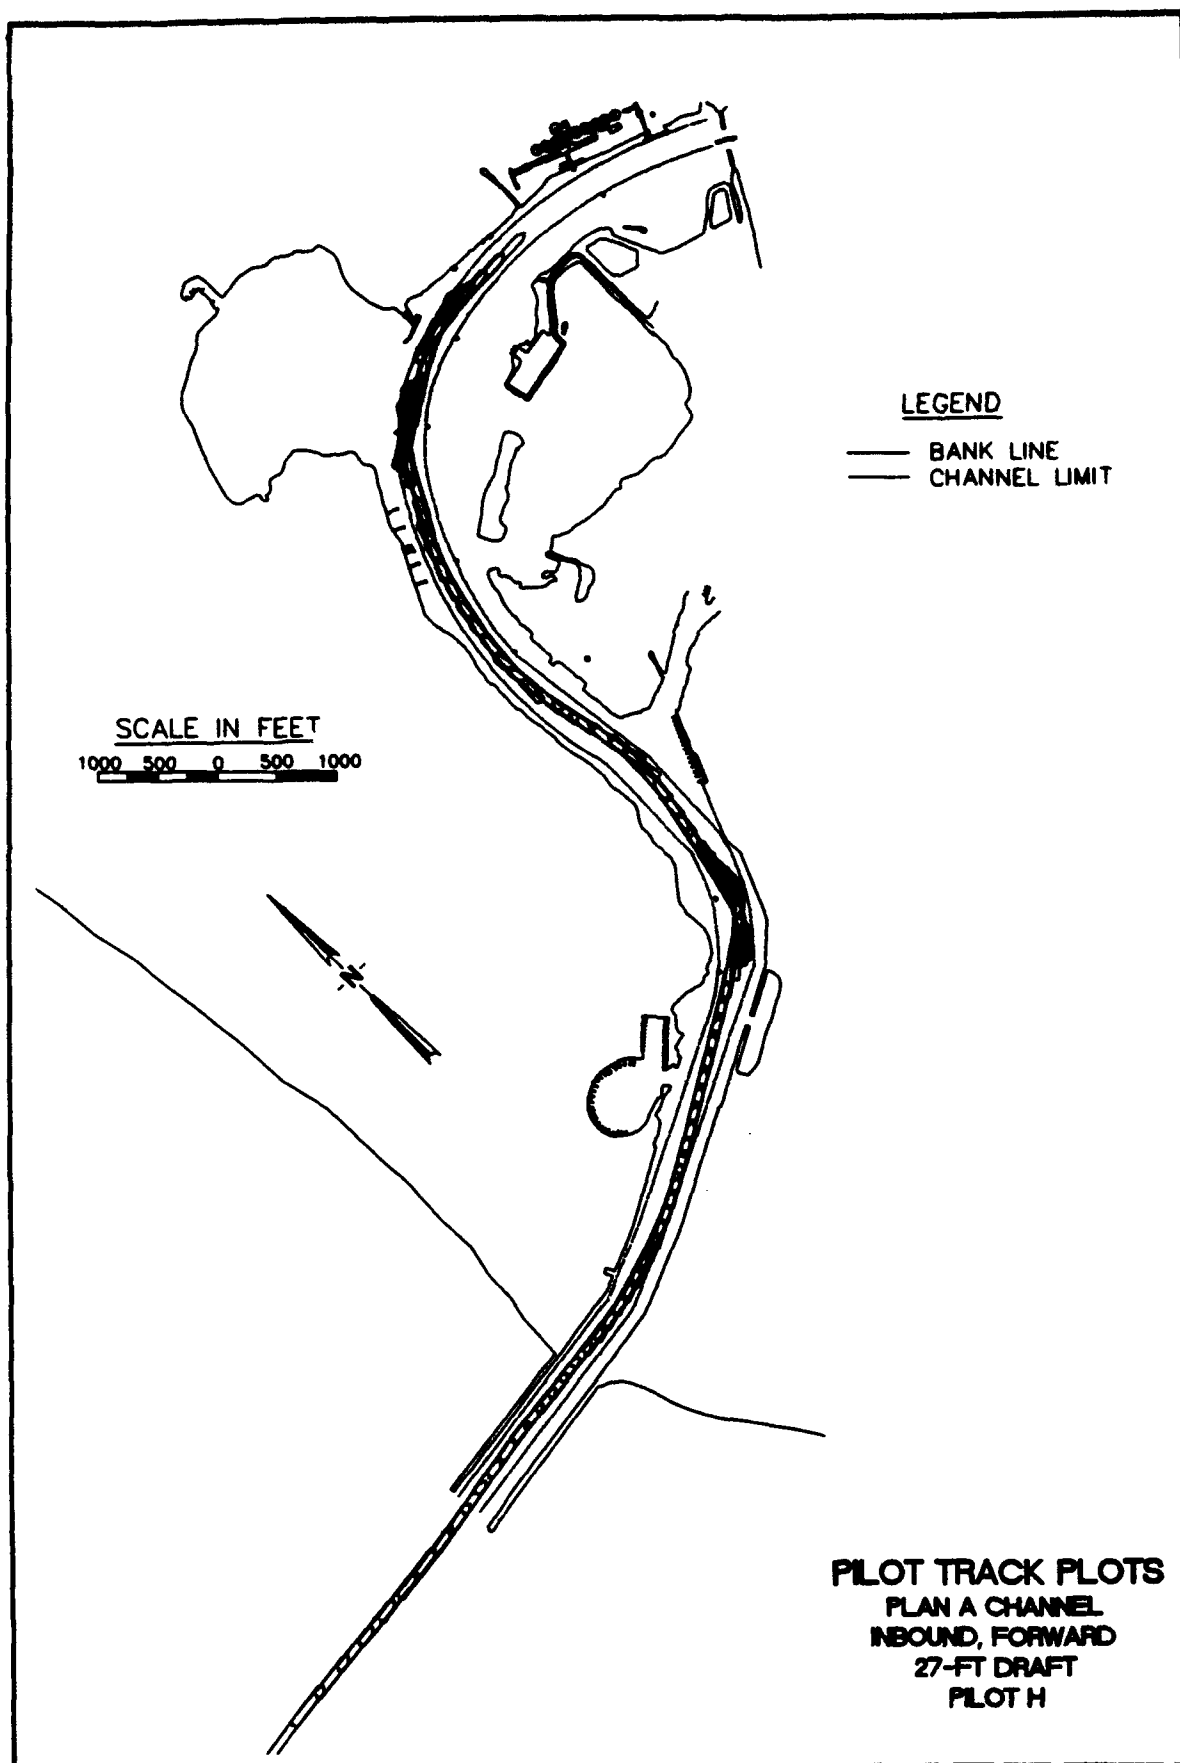 LEGEND
BANK LINE
CHANNEL LIMIT
SCALE IN FEET
1000 500 0 500 1000
N
PILOT TRACK PLOTS
PLAN A CHANNEL
INBOUND, FORWARD
27-FT DRAFT
PILOT H